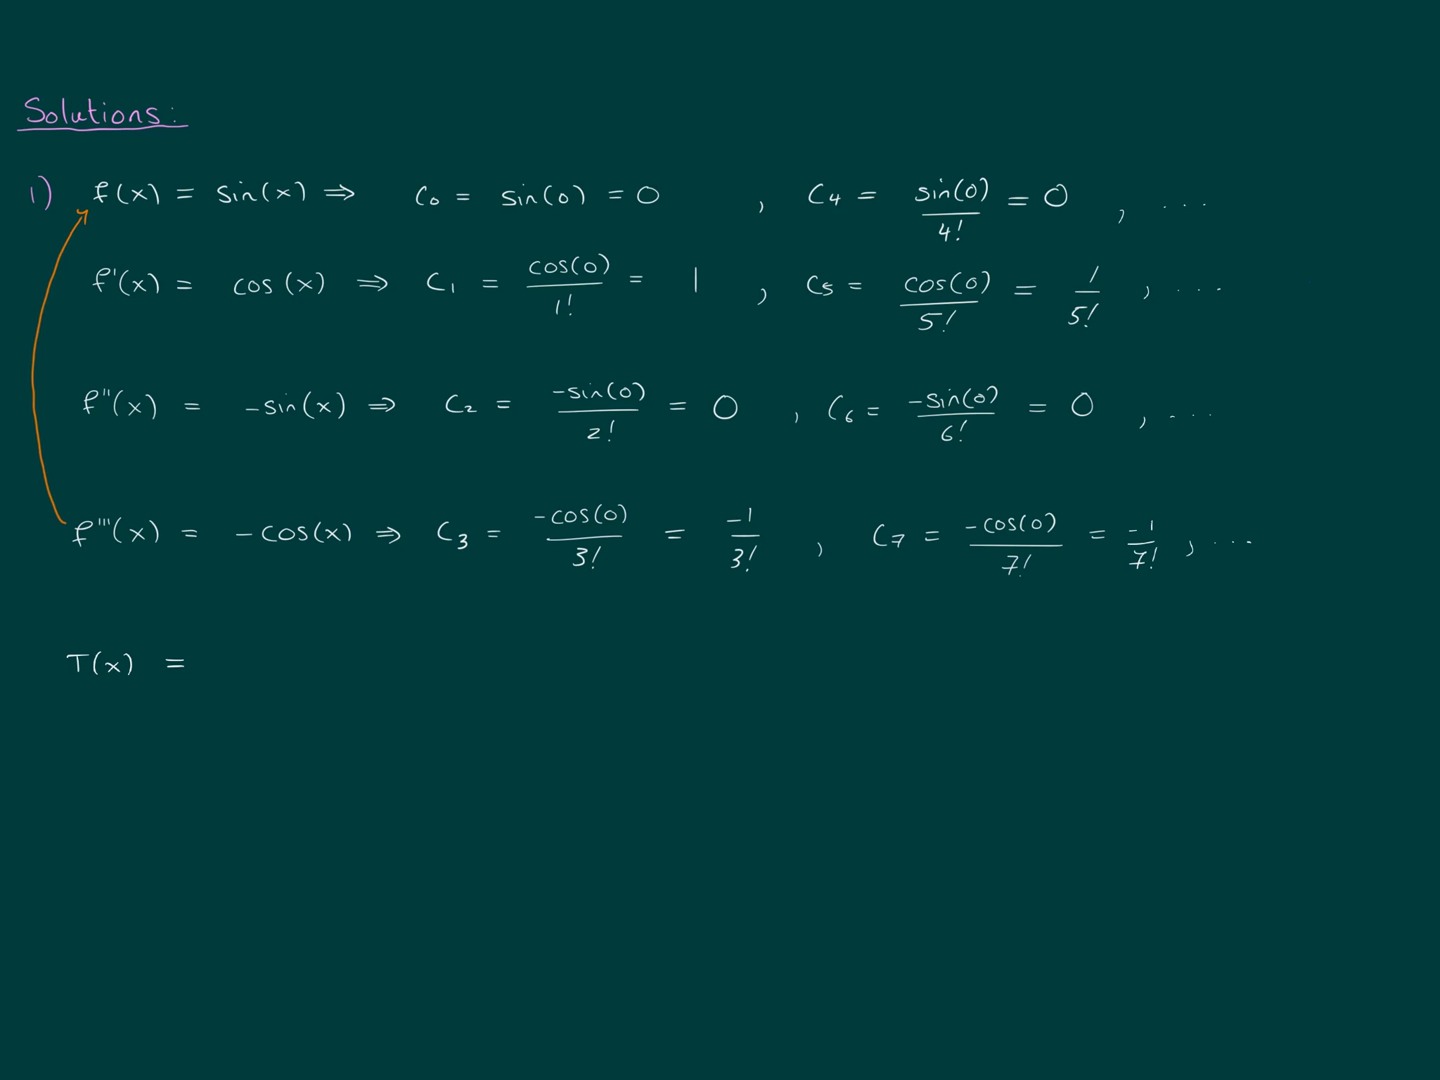 Solutions:
1) f(x) = sin(x) ⇒ C₀ = sin(0) = 0 , C₄ = sin(0)/4! = 0 , ...
f'(x) = cos(x) ⇒ C₁ = cos(0)/1! = 1 , C₅ = cos(0)/5! = 1/5! , ...
f''(x) = -sin(x) ⇒ C₂ = -sin(0)/2! = 0 , C₆ = -sin(0)/6! = 0 , ...
f'''(x) = -cos(x) ⇒ C₃ = -cos(0)/3! = -1/3! , C₇ = -cos(0)/7! = -1/7! , ...
T(x) =